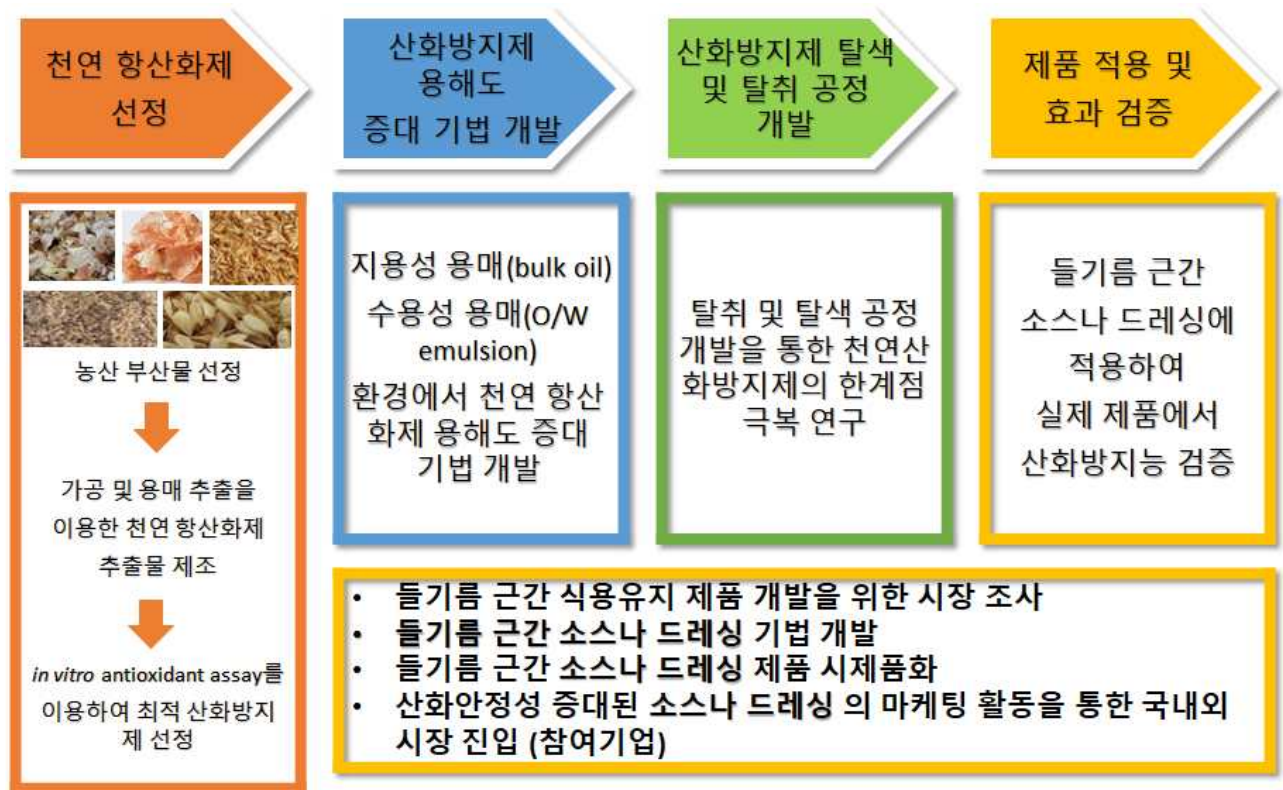 천연 항산화제
선정
산화방지제
용해도
증대 기법 개발
산화방지제 탈색
및 탈취 공정
개발
제품 적용 및
효과 검증
농산 부산물 선정
가공 및 용매 추출을
이용한 천연 항산화제
추출물 제조
in vitro antioxidant assay를
이용하여 최적 산화방지
제 선정
지용성 용매(bulk oil)
수용성 용매(O/W
emulsion)
환경에서 천연 항산
화제 용해도 증대
기법 개발
탈취 및 탈색 공정
개발을 통한 천연산
화방지제의 한계점
극복 연구
들기름 근간
소스나 드레싱에
적용하여
실제 제품에서
산화방지능 검증
• 들기름 근간 식용유지 제품 개발을 위한 시장 조사
• 들기름 근간 소스나 드레싱 기법 개발
• 들기름 근간 소스나 드레싱 제품 시제품화
• 산화안정성 증대된 소스나 드레싱 의 마케팅 활동을 통한 국내외
시장 진입 (참여기업)